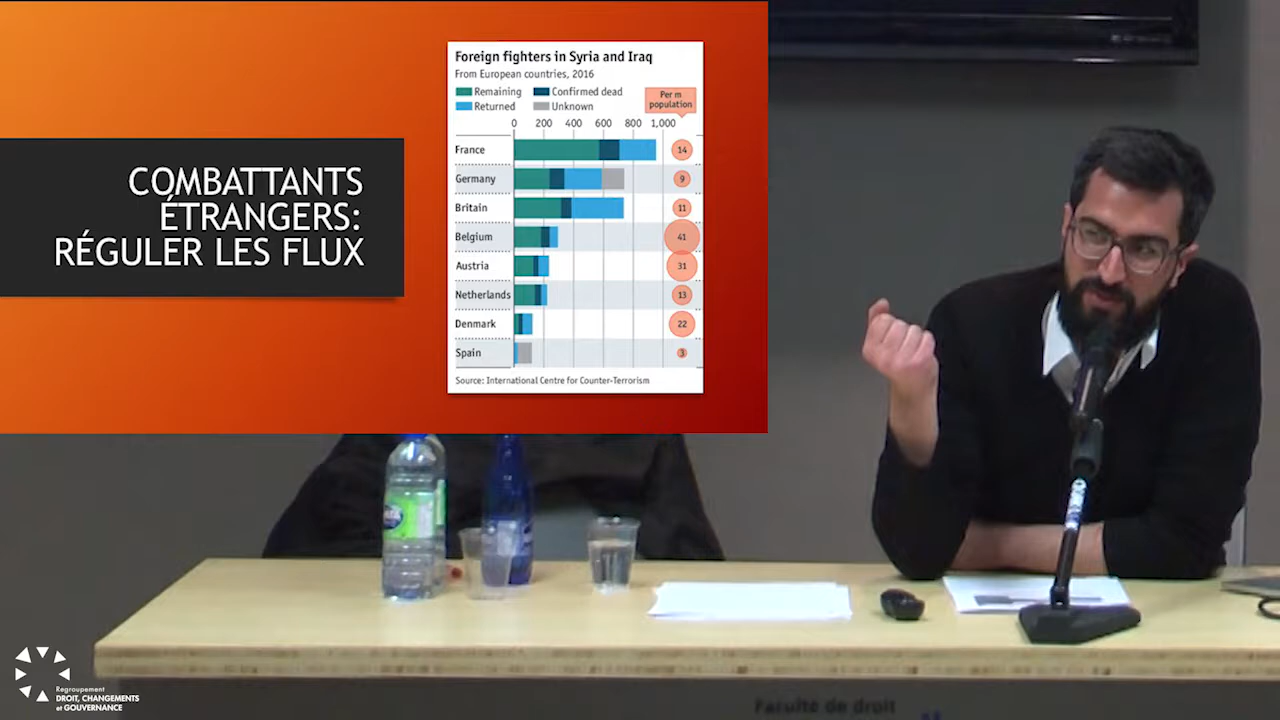 COMBATTANTS
ÉTRANGERS:
RÉGULER LES FLUX
Foreign fighters in Syria and Iraq
From European countries, 2016
Remaining Confirmed dead
Returned Unknown
Per m
population
0 200 400 600 800 1,000
France 14
Germany 9
Britain 11
Belgium 41
Austria 31
Netherlands 13
Denmark 22
Spain 3
Source: International Centre for Counter-Terrorism
Regroupement
DROIT, CHANGEMENTS
et GOUVERNANCE
Faculté de droit